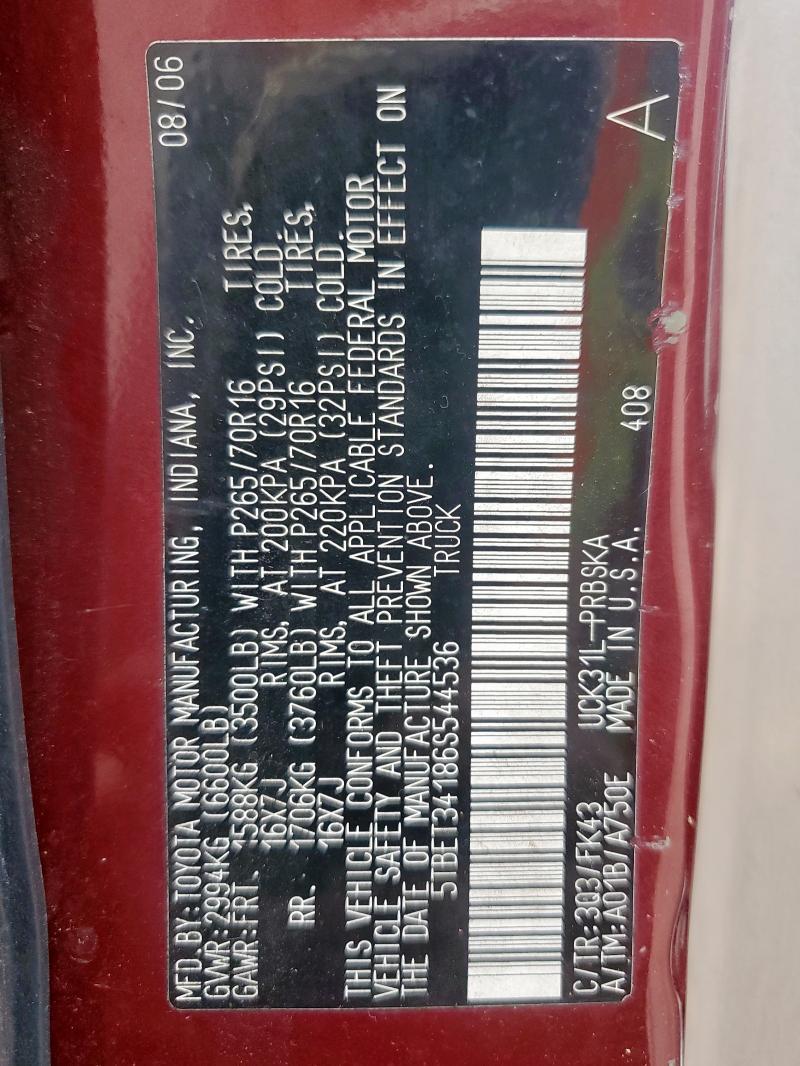 MFD. BY: TOYOTA MOTOR MANUFACTURING, INDIANA, INC. 08/06
GVWR: 2994KG (6600LB)
GAWR: FRT. 1588KG (3500LB) WITH P265/70R16 TIRES,
16X7J RIMS, AT 200KPA (29PSI) COLD.
RR. 1706KG (3760LB) WITH P265/70R16 TIRES,
16X7J RIMS, AT 220KPA (32PSI) COLD.
THIS VEHICLE CONFORMS TO ALL APPLICABLE FEDERAL MOTOR
VEHICLE SAFETY AND THEFT PREVENTION STANDARDS IN EFFECT ON
THE DATE OF MANUFACTURE SHOWN ABOVE.
5TBET34186S544536 TRUCK
C/TR: 3Q3/FK43 UCK31L-PRBSKA 408
A/TM: A01B/A750E MADE IN U.S.A. A